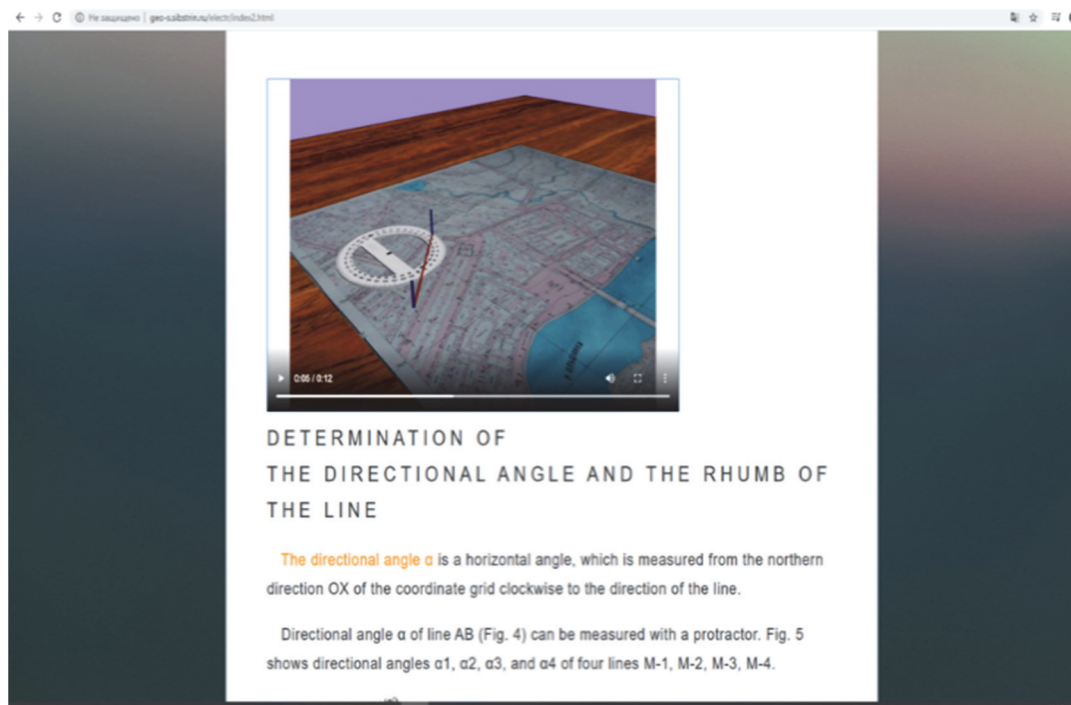 Не защищено | geo-s.sibstrin.ru/electr/index2.html
0:05 / 0:12
DETERMINATION OF
THE DIRECTIONAL ANGLE AND THE RHUMB OF
THE LINE
The directional angle α is a horizontal angle, which is measured from the northern
direction OX of the coordinate grid clockwise to the direction of the line.
Directional angle α of line AB (Fig. 4) can be measured with a protractor. Fig. 5
shows directional angles α1, α2, α3, and α4 of four lines M-1, M-2, M-3, M-4.